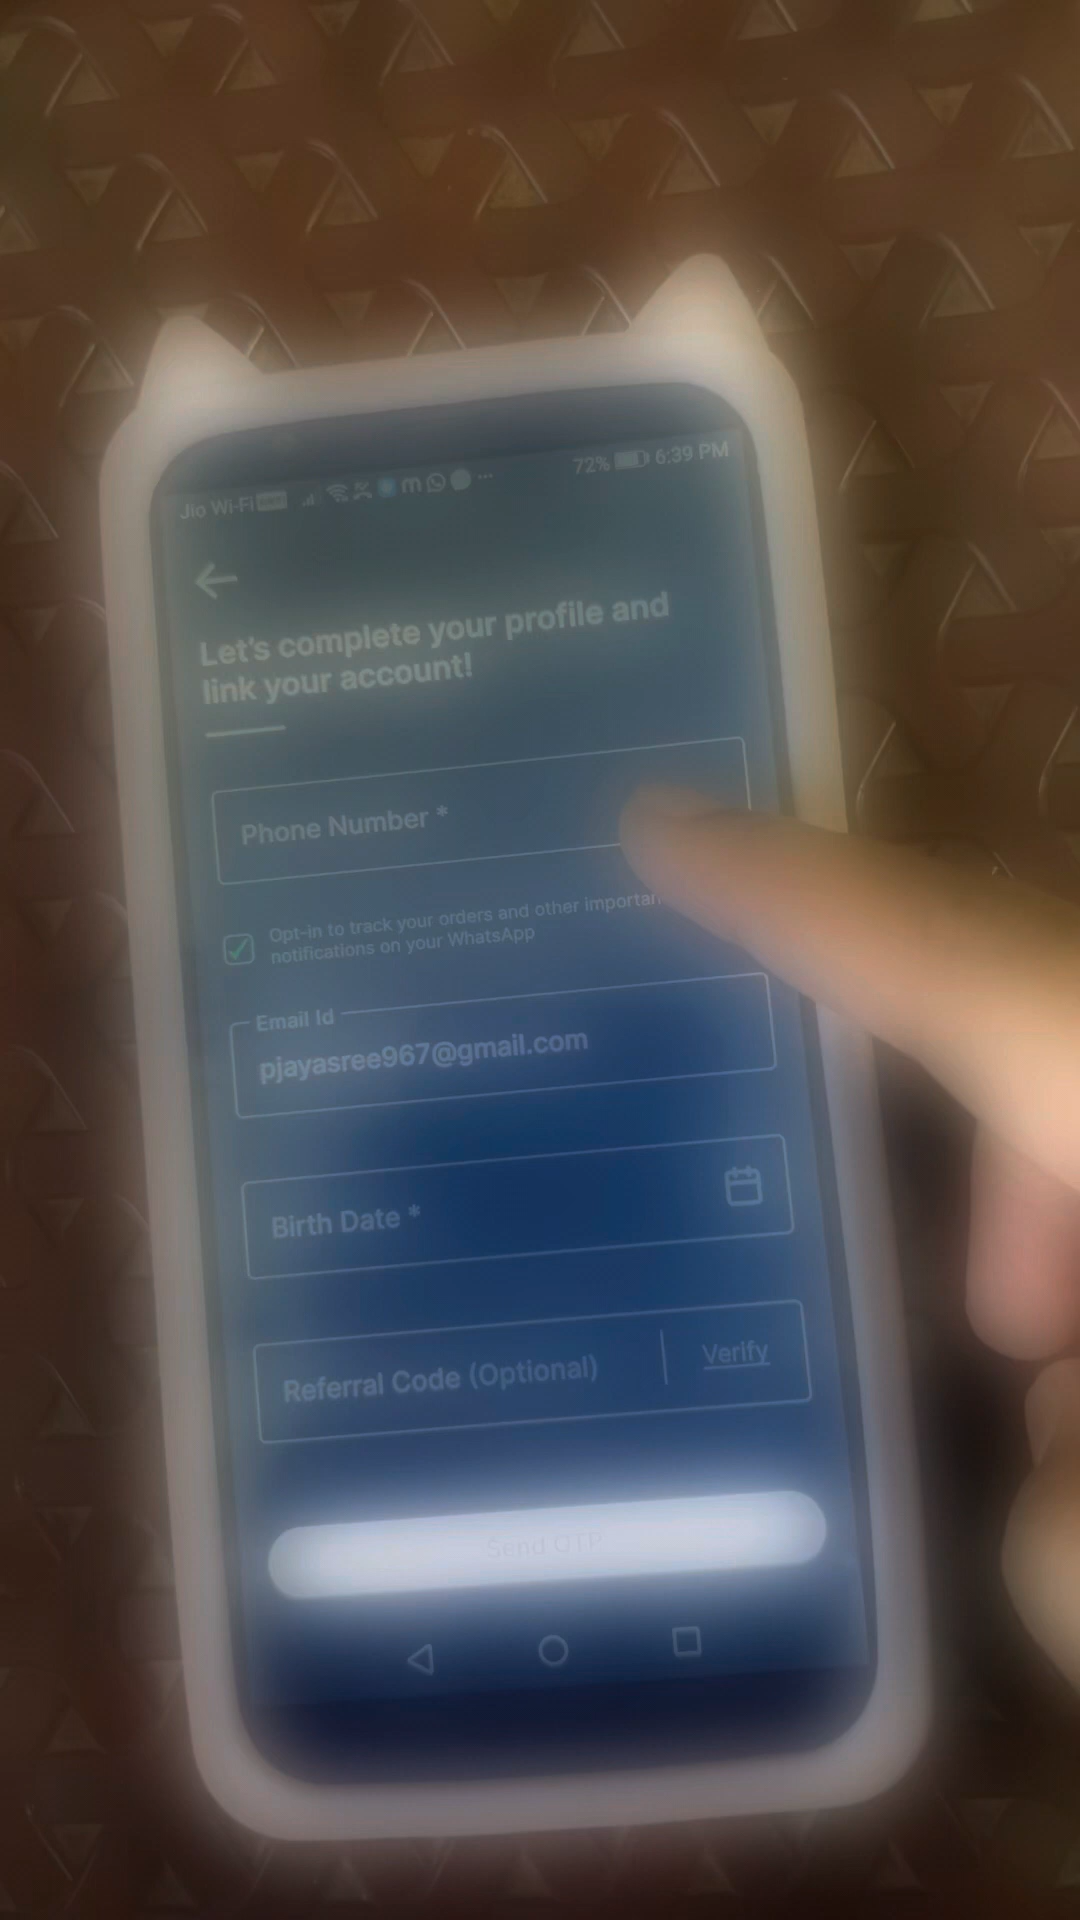 Jio Wi-Fi 72% 6:39 PM
Let's complete your profile and
link your account!
Phone Number *
Opt-in to track your orders and other importan
notifications on your WhatsApp
Email Id
pjayasree967@gmail.com
Birth Date *
Referral Code (Optional) Verify
Send OTP